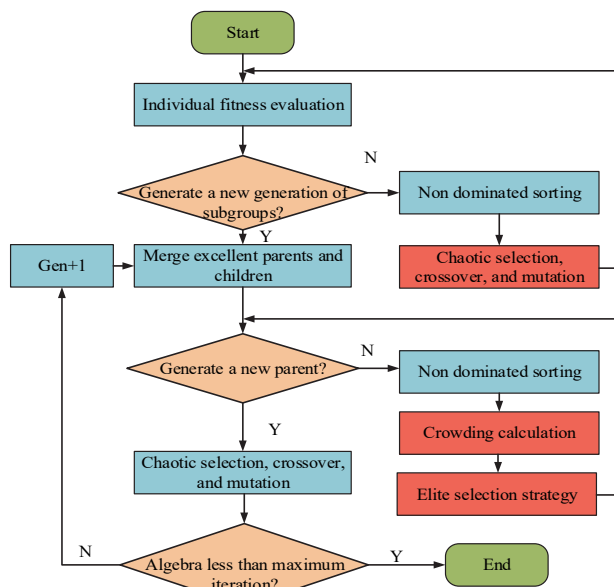 Start
Individual fitness evaluation
N
Generate a new generation of
subgroups?
Non dominated sorting
Y
Chaotic selection,
crossover, and mutation
Gen+1
Merge excellent parents and
children
N
Generate a new parent?
Non dominated sorting
Y
Crowding calculation
Chaotic selection, crossover,
and mutation
Elite selection strategy
N
Algebra less than maximum
iteration?
Y
End